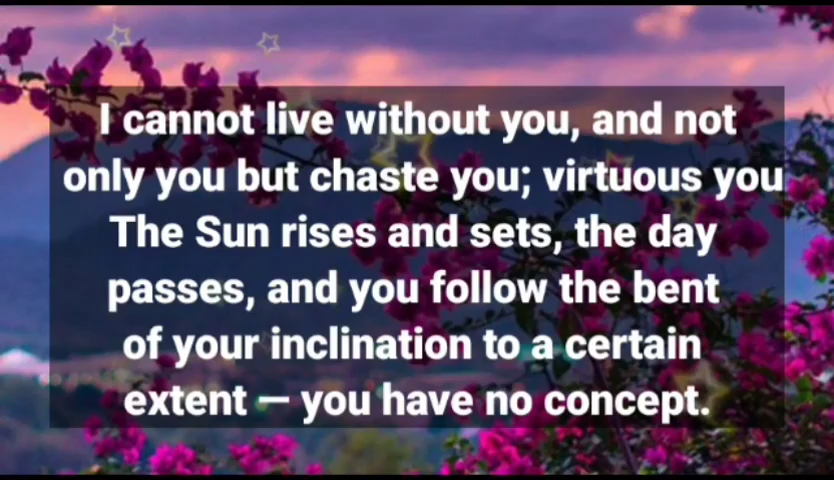 I cannot live without you, and not
only you but chaste you; virtuous you
The Sun rises and sets, the day
passes, and you follow the bent
of your inclination to a certain
extent — you have no concept.